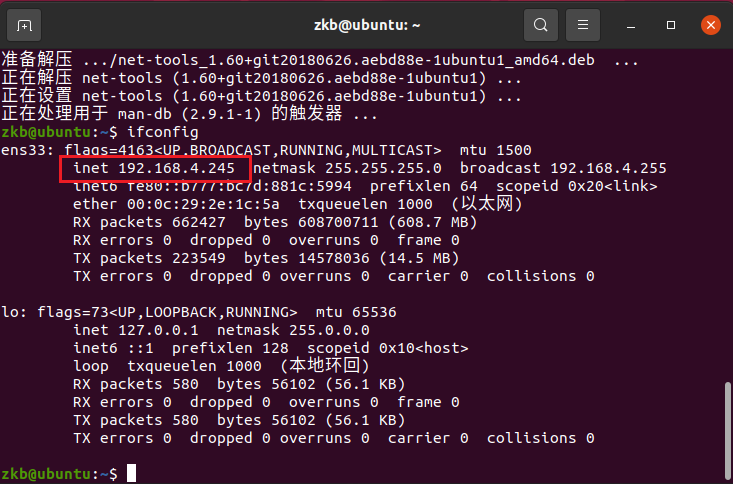 zkb@ubuntu: ~
准备解压 .../net-tools_1.60+git20180626.aebd88e-1ubuntu1_amd64.deb ...
正在解压 net-tools (1.60+git20180626.aebd88e-1ubuntu1) ...
正在设置 net-tools (1.60+git20180626.aebd88e-1ubuntu1) ...
正在处理用于 man-db (2.9.1-1) 的触发器 ...
zkb@ubuntu:~$ ifconfig
ens33: flags=4163<UP,BROADCAST,RUNNING,MULTICAST>  mtu 1500
        inet 192.168.4.245  netmask 255.255.255.0  broadcast 192.168.4.255
        inet6 fe80::b777:bc7d:881c:5994  prefixlen 64  scopeid 0x20<link>
        ether 00:0c:29:2e:1c:5a  txqueuelen 1000  (以太网)
        RX packets 662427  bytes 608700711 (608.7 MB)
        RX errors 0  dropped 0  overruns 0  frame 0
        TX packets 223549  bytes 14578036 (14.5 MB)
        TX errors 0  dropped 0 overruns 0  carrier 0  collisions 0
lo: flags=73<UP,LOOPBACK,RUNNING>  mtu 65536
        inet 127.0.0.1  netmask 255.0.0.0
        inet6 ::1  prefixlen 128  scopeid 0x10<host>
        loop  txqueuelen 1000  (本地环回)
        RX packets 580  bytes 56102 (56.1 KB)
        RX errors 0  dropped 0  overruns 0  frame 0
        TX packets 580  bytes 56102 (56.1 KB)
        TX errors 0  dropped 0 overruns 0  carrier 0  collisions 0
zkb@ubuntu:~$